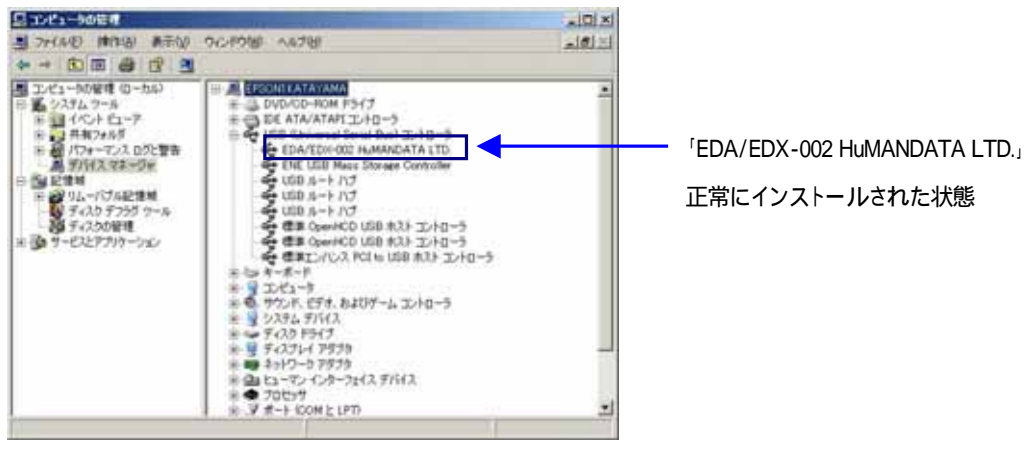 コンピュータの管理
ファイル(F) 操作(A) 表示(V) ウィンドウ(W) ヘルプ(H)
コンピュータの管理 (ローカル)
システム ツール
イベント ビューア
共有フォルダ
パフォーマンス ログと警告
デバイス マネージャ
記憶域
リムーバブル記憶域
ディスク デフラグ ツール
ディスクの管理
サービスとアプリケーション
EPSON1KATAYAMA
DVD/CD-ROM ドライブ
IDE ATA/ATAPI コントローラ
USB (Universal Serial Bus) コントローラ
EDA/EDX-002 HuMANDATA LTD.
ENE USB Mass Storage Controller
USB ルート ハブ
USB ルート ハブ
USB ルート ハブ
標準 OpenHCD USB ホスト コントローラ
標準 OpenHCD USB ホスト コントローラ
標準エンハンス PCI to USB ホスト コントローラ
キーボード
コンピュータ
サウンド、ビデオ、およびゲーム コントローラ
システム デバイス
ディスク ドライブ
ディスプレイ アダプタ
ネットワーク アダプタ
ヒューマン インターフェイス デバイス
プロセッサ
ポート (COM と LPT)
「EDA/EDX-002 HuMANDATA LTD.」
正常にインストールされた状態